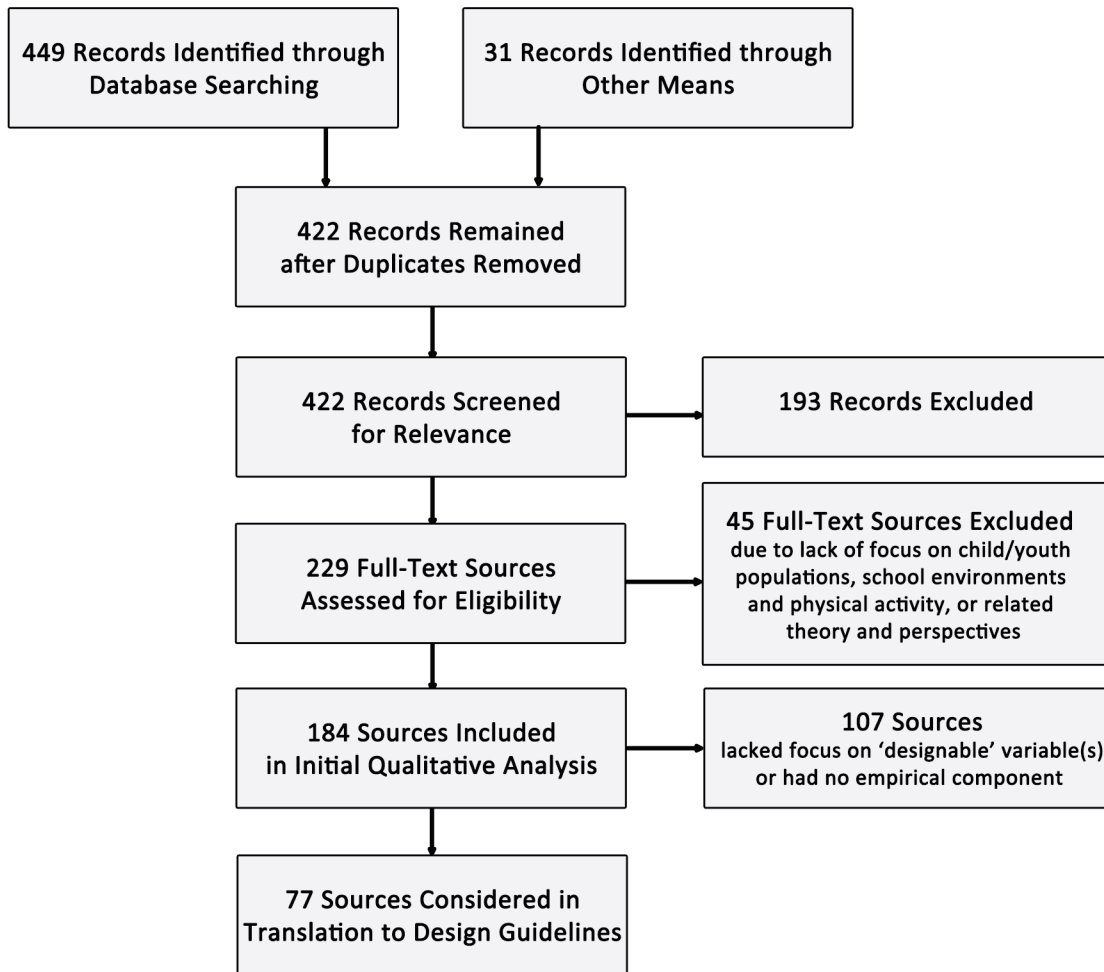 449 Records Identified through
Database Searching
31 Records Identified through
Other Means
422 Records Remained
after Duplicates Removed
422 Records Screened
for Relevance
193 Records Excluded
229 Full-Text Sources
Assessed for Eligibility
45 Full-Text Sources Excluded
due to lack of focus on child/youth
populations, school environments
and physical activity, or related
theory and perspectives
184 Sources Included
in Initial Qualitative Analysis
107 Sources
lacked focus on ‘designable’ variable(s)
or had no empirical component
77 Sources Considered in
Translation to Design Guidelines